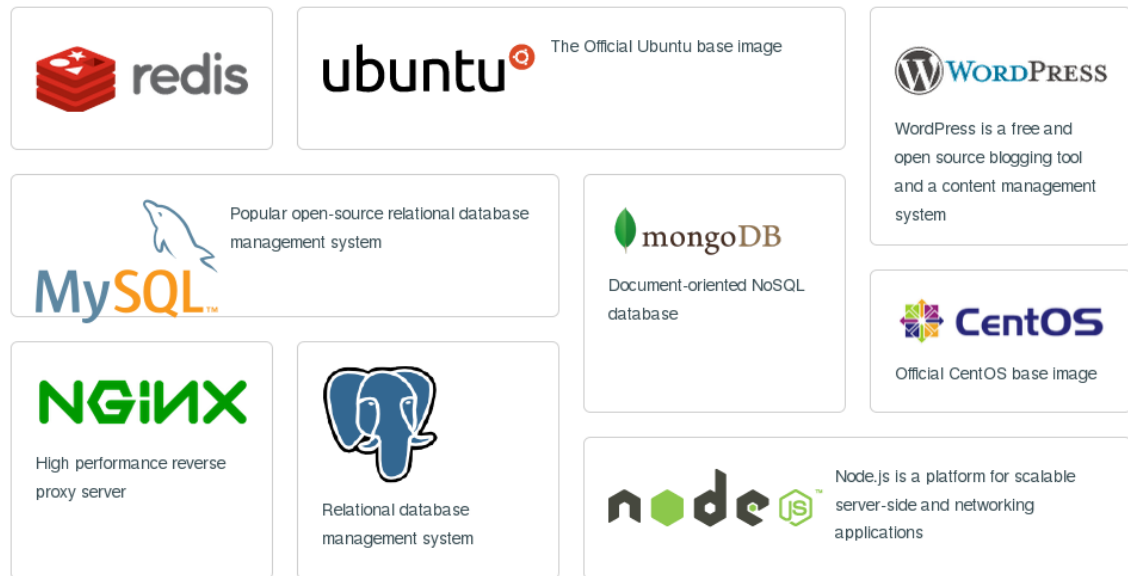 redis
ubuntu
The Official Ubuntu base image
WordPress
WordPress is a free and
open source blogging tool
and a content management
system
MySQL™
Popular open-source relational database
management system
mongoDB
Document-oriented NoSQL
database
CentOS
Official CentOS base image
NGiNX
High performance reverse
proxy server
Relational database
management system
node JS™
Node.js is a platform for scalable
server-side and networking
applications